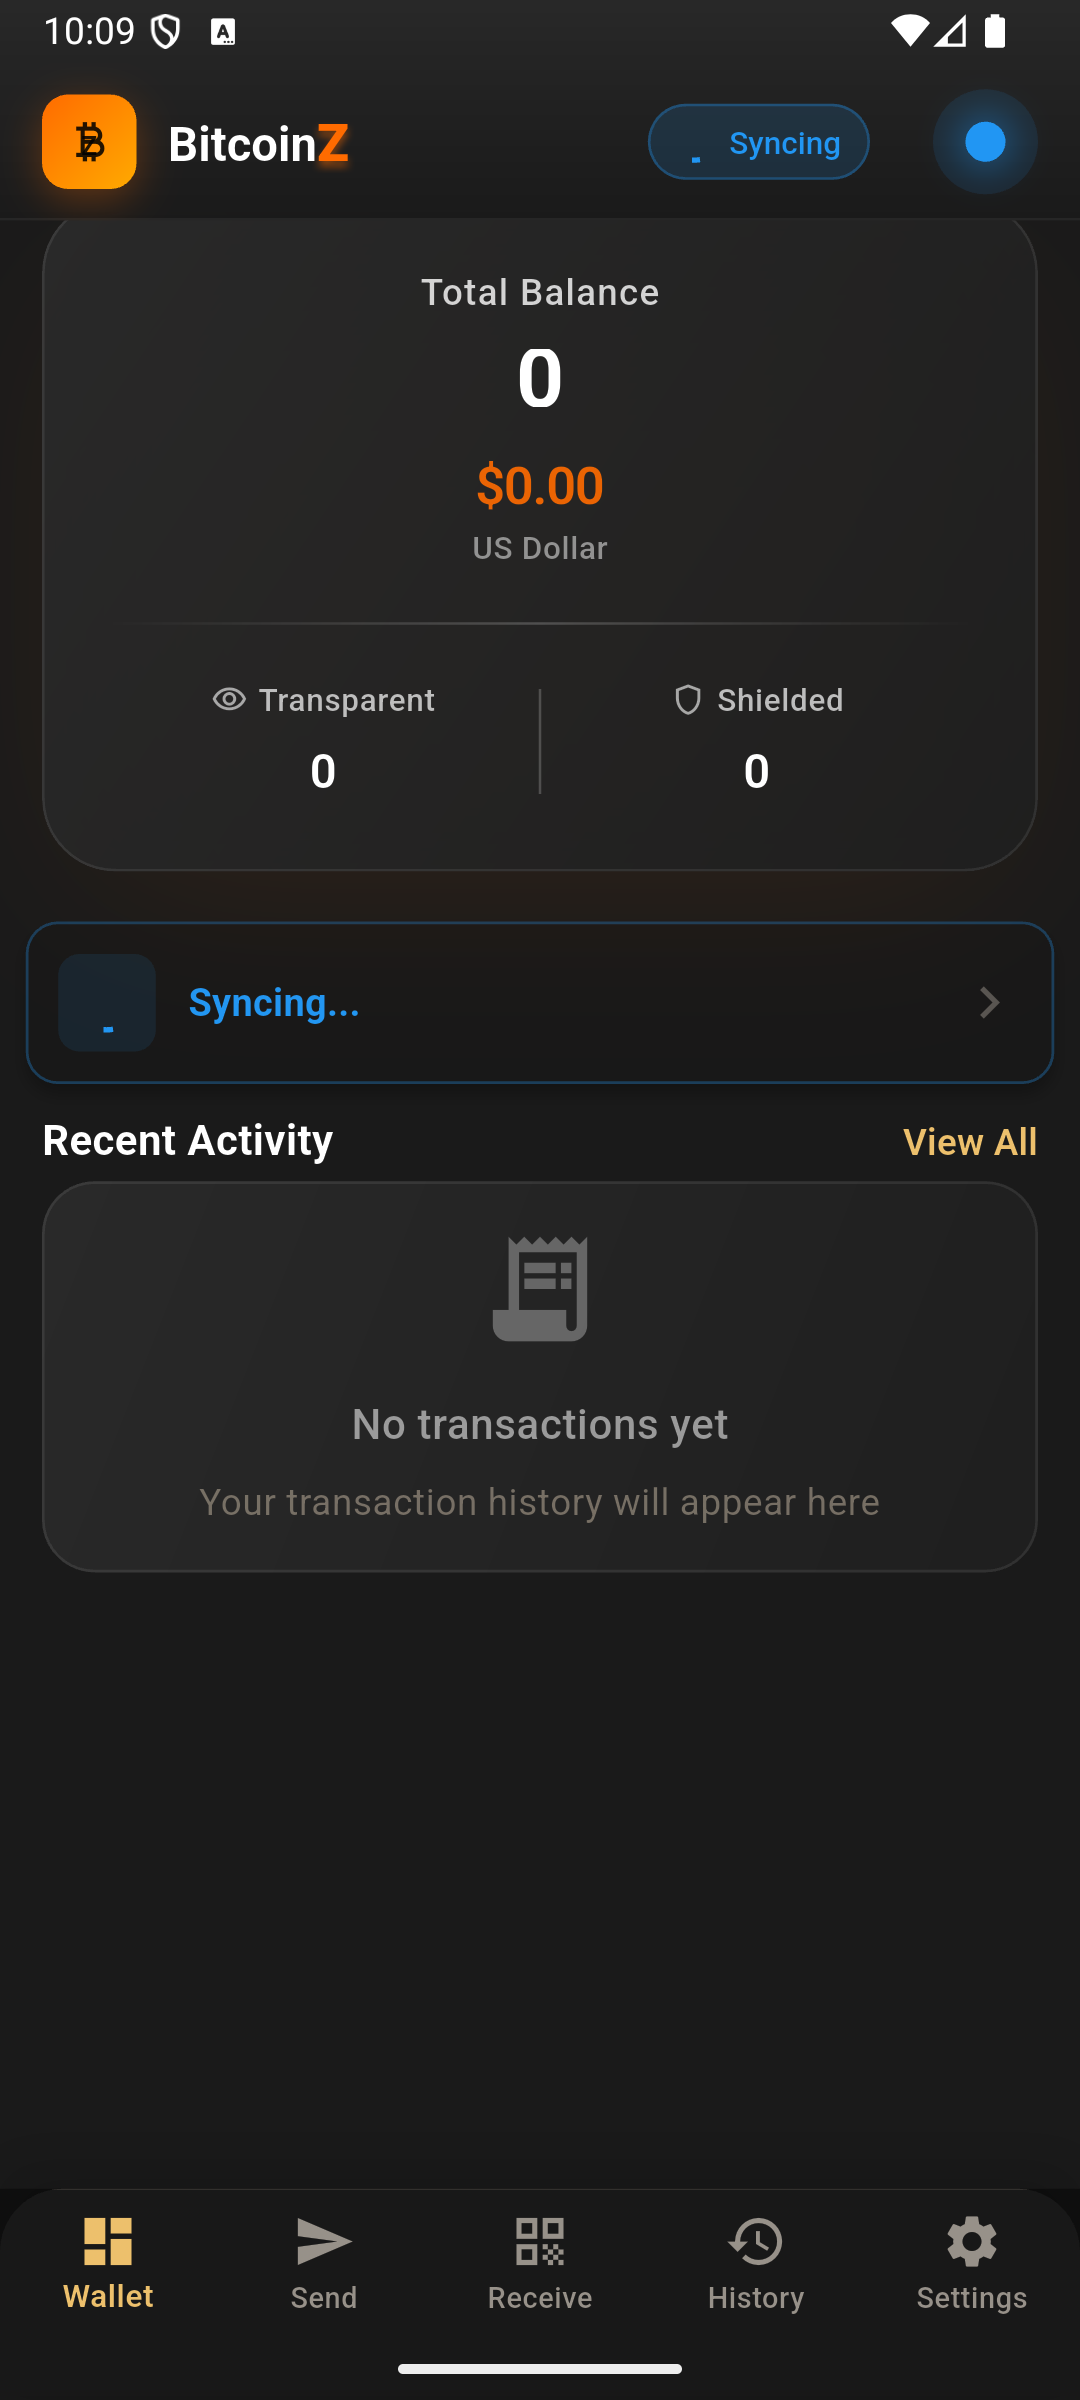 10:09
BitcoinZ
Syncing
Total Balance
0
$0.00
US Dollar
Transparent
Shielded
0
0
Syncing...
Recent Activity
View All
No transactions yet
Your transaction history will appear here
Wallet
Send
Receive
History
Settings